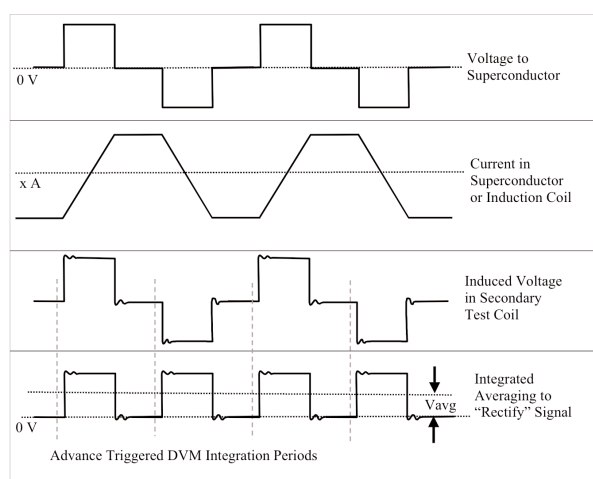 Voltage to
Superconductor
0 V
Current in
Superconductor
or Induction Coil
x A
Induced Voltage
in Secondary
Test Coil
Integrated
Averaging to
“Rectify” Signal
Vavg
0 V
Advance Triggered DVM Integration Periods